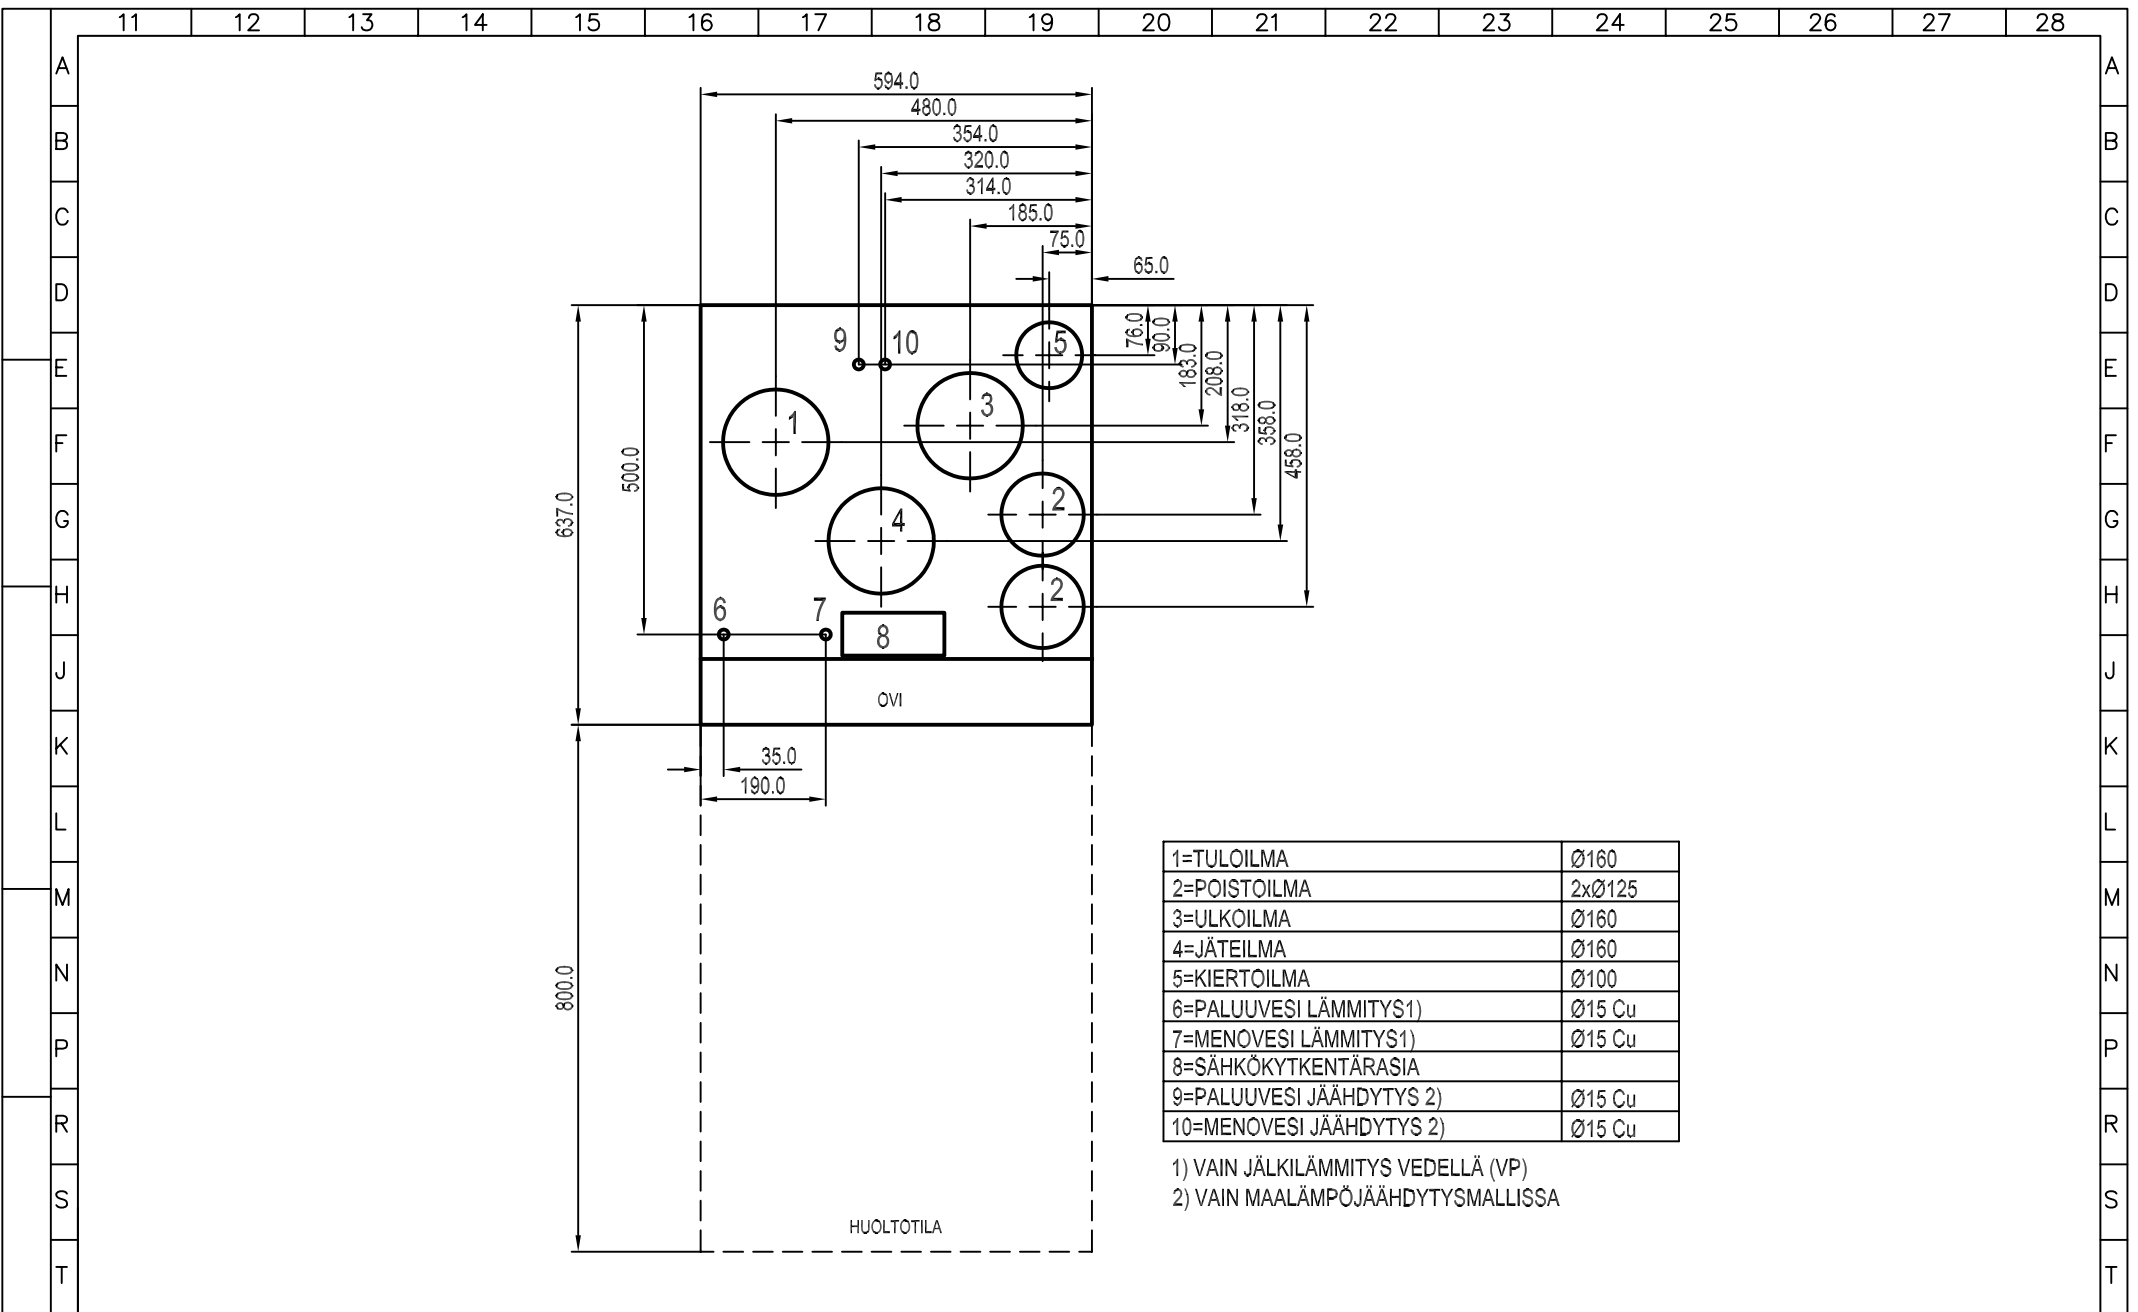 11 12 13 14 15 16 17 18 19 20 21 22 23 24 25 26 27 28
A A
594.0
480.0
B 354.0 B
320.0
314.0
C 185.0 C
75.0
65.0
D D
9 10 5 76.0 90.0
E E
183.0 208.0
1 3
F 318.0 358.0 F
500.0 458.0
637.0
G 4 2 G
H 2 H
6 7
8
J J
OVI
K K
35.0
190.0
L L
1=TULOILMA Ø160
2=POISTOILMA 2xØ125
M M
3=ULKOILMA Ø160
4=JÄTEILMA Ø160
N 5=KIERTOILMA Ø100 N
800.0
6=PALUUVESI LÄMMITYS1) Ø15 Cu
7=MENOVESI LÄMMITYS1) Ø15 Cu
P P
8=SÄHKÖKYTKENTÄRASIA
9=PALUUVESI JÄÄHDYTYS 2) Ø15 Cu
R 10=MENOVESI JÄÄHDYTYS 2) Ø15 Cu R
1) VAIN JÄLKILÄMMITYS VEDELLÄ (VP)
S 2) VAIN MAALÄMPÖJÄÄHDYTYSMALLISSA S
HUOLTOTILA
T T